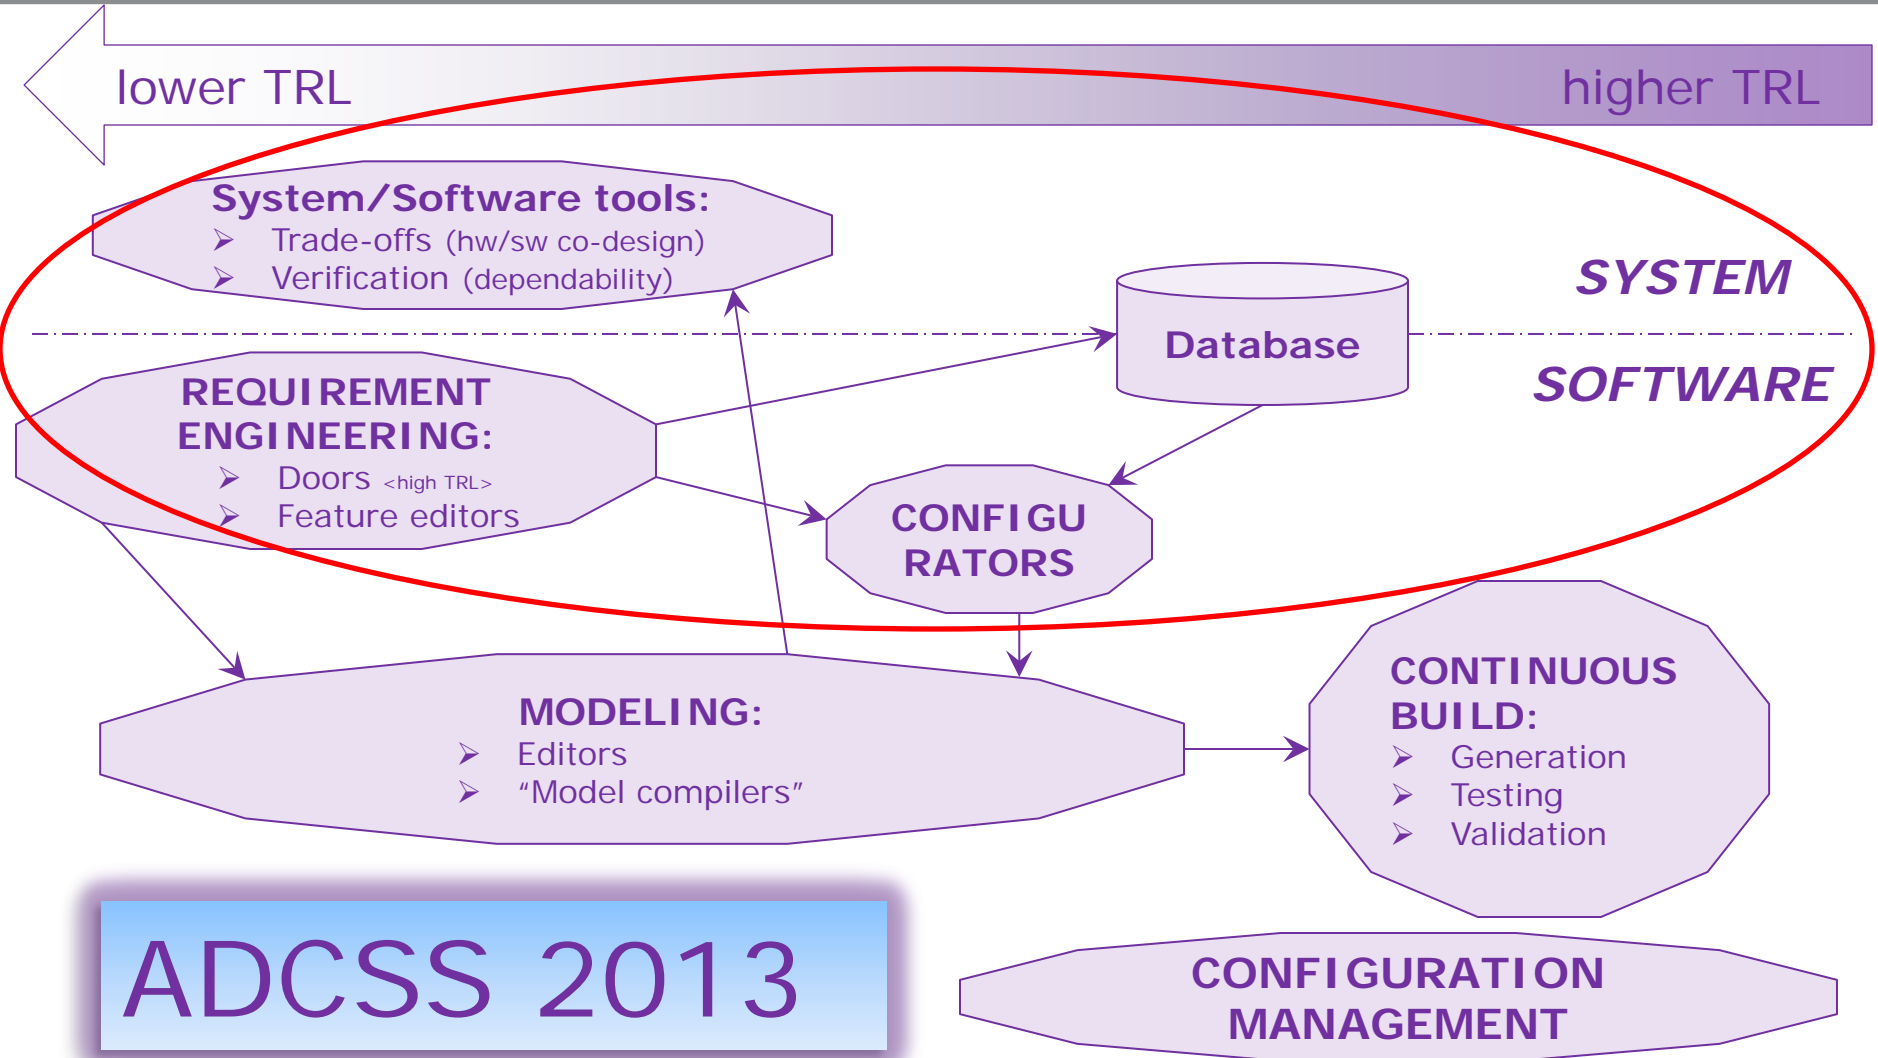 lower TRL
higher TRL
System/Software tools:
➢ Trade-offs (hw/sw co-design)
➢ Verification (dependability)
SYSTEM
Database
SOFTWARE
REQUIREMENT
ENGINEERING:
➢ Doors <high TRL>
➢ Feature editors
CONFIGU
RATORS
MODELING:
➢ Editors
➢ “Model compilers”
CONTINUOUS
BUILD:
➢ Generation
➢ Testing
➢ Validation
ADCSS 2013
CONFIGURATION
MANAGEMENT